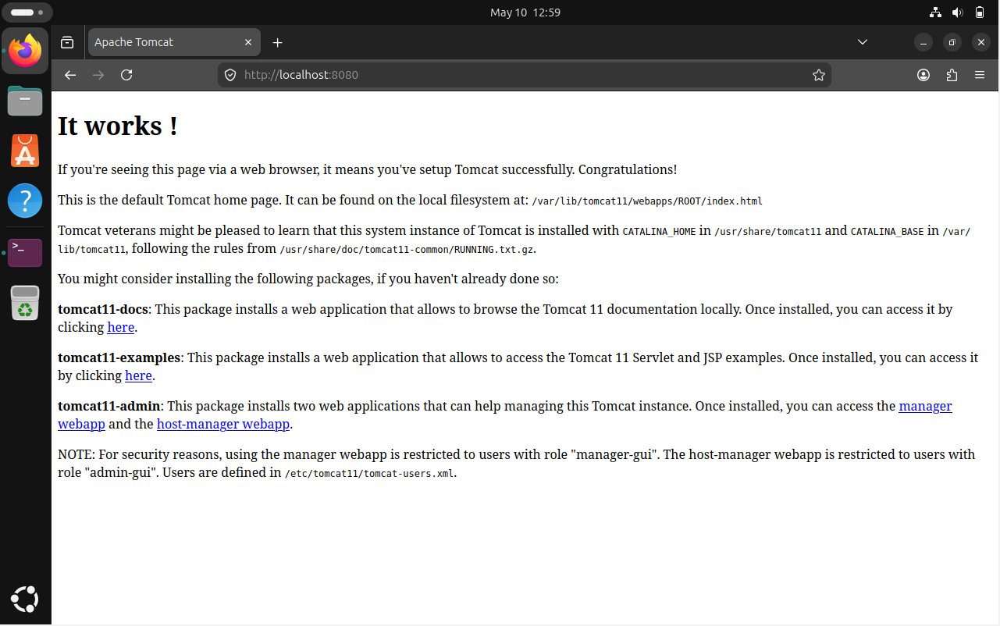 May 10 12:59
Apache Tomcat
http://localhost:8080
It works !
If you're seeing this page via a web browser, it means you've setup Tomcat successfully. Congratulations!
This is the default Tomcat home page. It can be found on the local filesystem at: /var/lib/tomcat11/webapps/ROOT/index.html
Tomcat veterans might be pleased to learn that this system instance of Tomcat is installed with CATALINA_HOME in /usr/share/tomcat11 and CATALINA_BASE in /var/
lib/tomcat11, following the rules from /usr/share/doc/tomcat11-common/RUNNING.txt.gz.
You might consider installing the following packages, if you haven't already done so:
tomcat11-docs: This package installs a web application that allows to browse the Tomcat 11 documentation locally. Once installed, you can access it by
clicking here.
tomcat11-examples: This package installs a web application that allows to access the Tomcat 11 Servlet and JSP examples. Once installed, you can access it
by clicking here.
tomcat11-admin: This package installs two web applications that can help managing this Tomcat instance. Once installed, you can access the manager
webapp and the host-manager webapp.
NOTE: For security reasons, using the manager webapp is restricted to users with role "manager-gui". The host-manager webapp is restricted to users with
role "admin-gui". Users are defined in /etc/tomcat11/tomcat-users.xml.